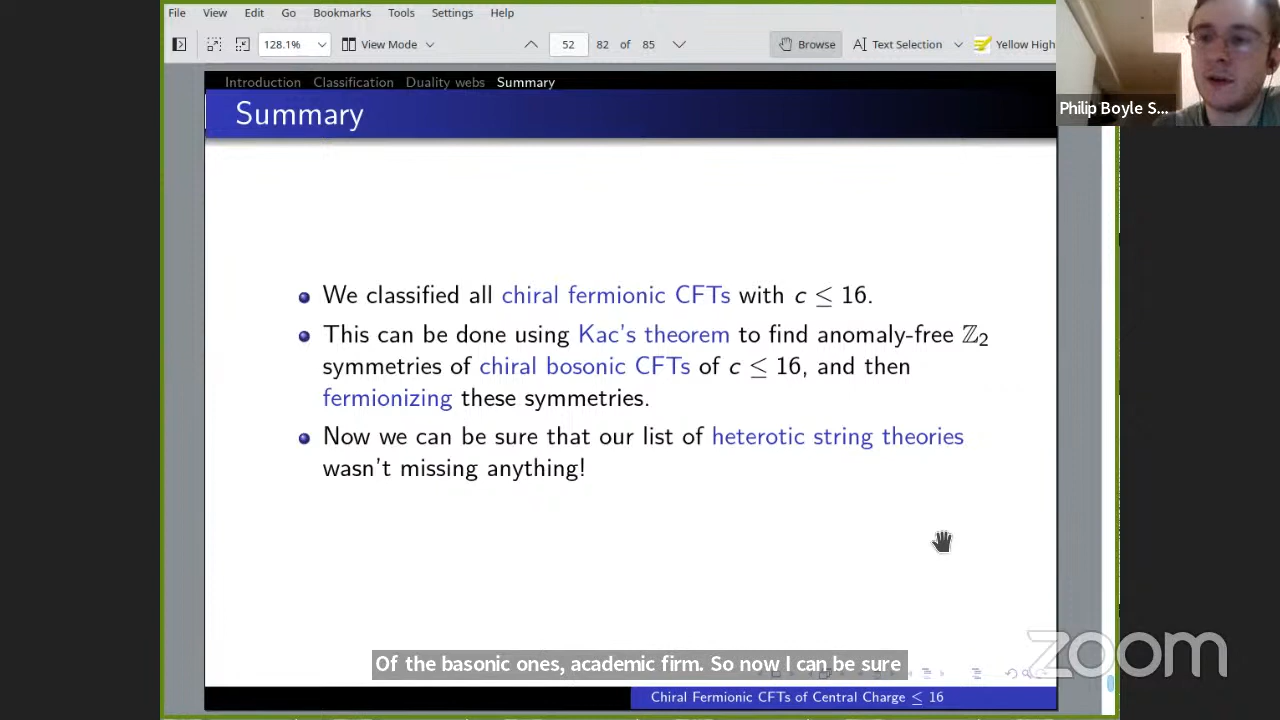 File View Edit Go Bookmarks Tools Settings Help
128.1% View Mode 52 82 of 85 Browse Text Selection Yellow High
Philip Boyle S...
Introduction Classification Duality webs Summary
Summary
We classified all chiral fermionic CFTs with c ≤ 16.
This can be done using Kac's theorem to find anomaly-free ℤ₂
symmetries of chiral bosonic CFTs of c ≤ 16, and then
fermionizing these symmetries.
Now we can be sure that our list of heterotic string theories
wasn't missing anything!
Of the basonic ones, academic firm. So now I can be sure
Chiral Fermionic CFTs of Central Charge ≤ 16
zoom